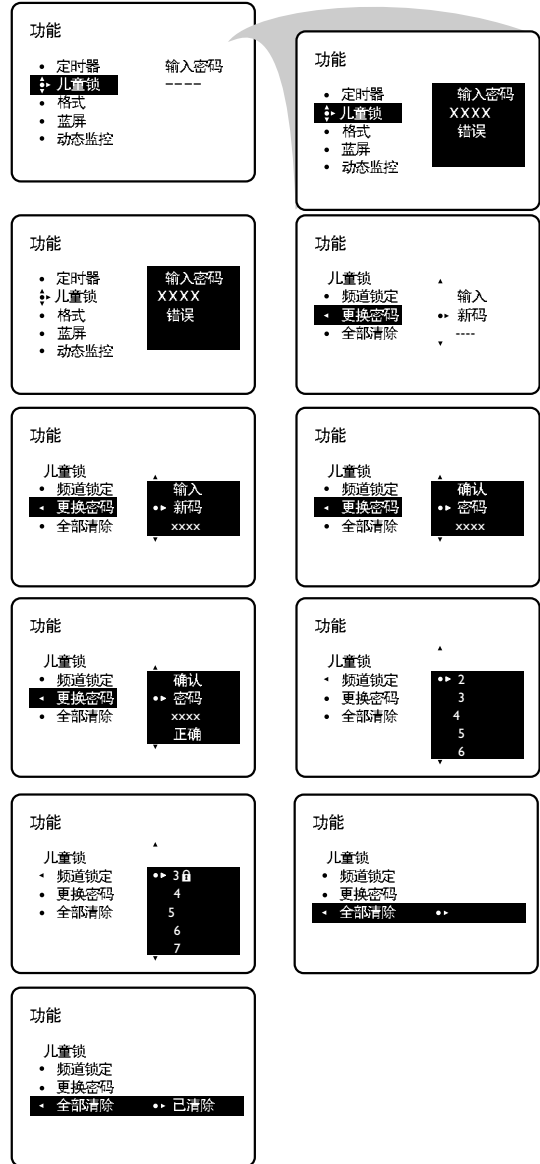 功能
• 定时器 输入密码
儿童锁 ----
• 格式
• 蓝屏
• 动态监控
功能
• 定时器 输入密码
儿童锁 XXXX
• 格式 错误
• 蓝屏
• 动态监控
功能
• 定时器 输入密码
儿童锁 XXXX
• 格式 错误
• 蓝屏
• 动态监控
功能
儿童锁
• 频道锁定 输入
更换密码 新码
• 全部清除 ----
功能
儿童锁
• 频道锁定 输入
更换密码 新码
• 全部清除 xxxx
功能
儿童锁
• 频道锁定 确认
更换密码 密码
• 全部清除 xxxx
功能
儿童锁
• 频道锁定 确认
更换密码 密码
• 全部清除 xxxx
正确
功能
儿童锁
频道锁定 2
• 更换密码 3
• 全部清除 4
5
6
功能
儿童锁
频道锁定 3
• 更换密码 4
• 全部清除 5
6
7
功能
儿童锁
• 频道锁定
• 更换密码
全部清除
功能
儿童锁
• 频道锁定
• 更换密码
全部清除 已清除